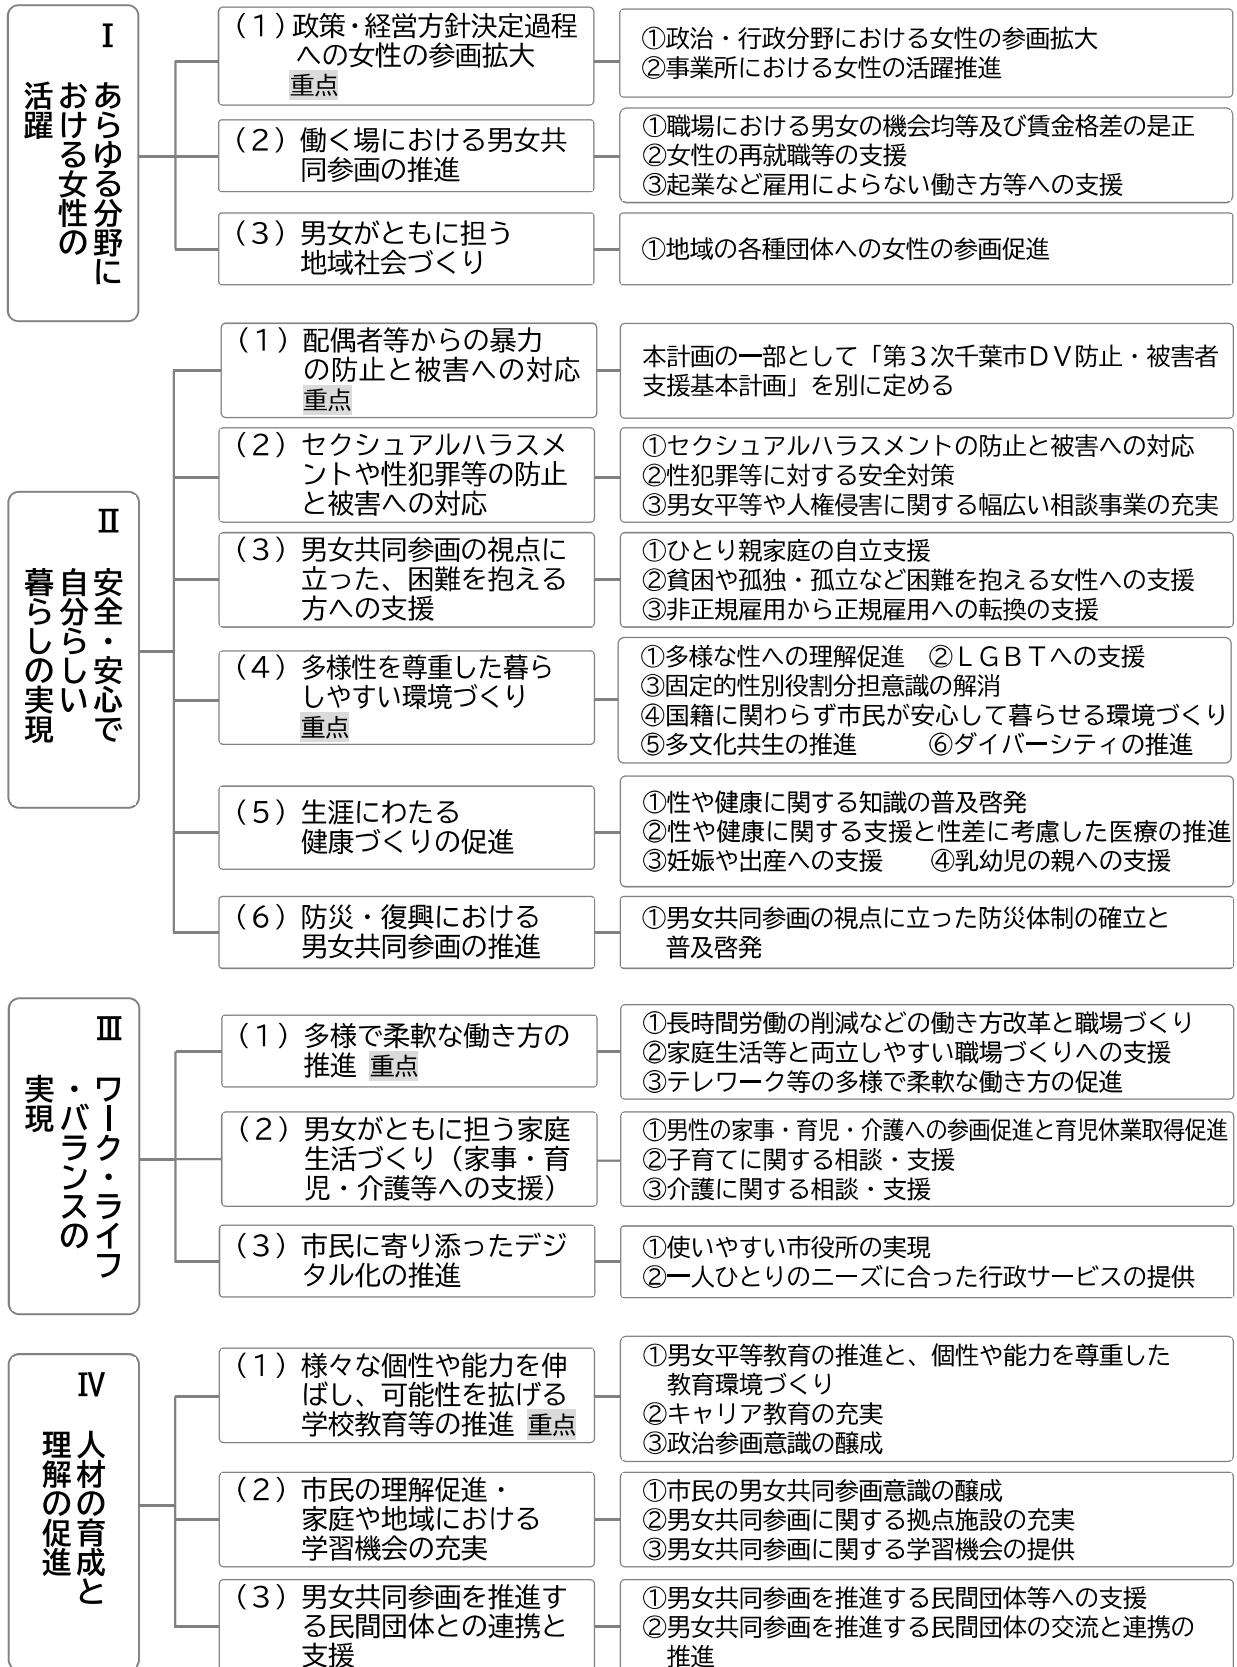 Ⅰ
あらゆる分野に
おける女性の
活躍
（１）政策・経営方針決定過程
への女性の参画拡大
重点
①政治・行政分野における女性の参画拡大
②事業所における女性の活躍推進
（２）働く場における男女共
同参画の推進
①職場における男女の機会均等及び賃金格差の是正
②女性の再就職等の支援
③起業など雇用によらない働き方等への支援
（３）男女がともに担う
地域社会づくり
①地域の各種団体への女性の参画促進
Ⅱ
安全・安心で
自分らしい
暮らしの実現
（１）配偶者等からの暴力
の防止と被害への対応
重点
本計画の一部として「第３次千葉市ＤＶ防止・被害者
支援基本計画」を別に定める
（２）セクシュアルハラスメ
ントや性犯罪等の防止
と被害への対応
①セクシュアルハラスメントの防止と被害への対応
②性犯罪等に対する安全対策
③男女平等や人権侵害に関する幅広い相談事業の充実
（３）男女共同参画の視点に
立った、困難を抱える
方への支援
①ひとり親家庭の自立支援
②貧困や孤独・孤立など困難を抱える女性への支援
③非正規雇用から正規雇用への転換の支援
（４）多様性を尊重した暮ら
しやすい環境づくり
重点
①多様な性への理解促進　②ＬＧＢＴへの支援
③固定的性別役割分担意識の解消
④国籍に関わらず市民が安心して暮らせる環境づくり
⑤多文化共生の推進　　　⑥ダイバーシティの推進
（５）生涯にわたる
健康づくりの促進
①性や健康に関する知識の普及啓発
②性や健康に関する支援と性差に考慮した医療の推進
③妊娠や出産への支援　　④乳幼児の親への支援
（６）防災・復興における
男女共同参画の推進
①男女共同参画の視点に立った防災体制の確立と
普及啓発
Ⅲ
ワーク・ライフ
・バランスの
実現
（１）多様で柔軟な働き方の
推進 重点
①長時間労働の削減などの働き方改革と職場づくり
②家庭生活等と両立しやすい職場づくりへの支援
③テレワーク等の多様で柔軟な働き方の促進
（２）男女がともに担う家庭
生活づくり（家事・育
児・介護等への支援）
①男性の家事・育児・介護への参画促進と育児休業取得促進
②子育てに関する相談・支援
③介護に関する相談・支援
（３）市民に寄り添ったデジ
タル化の推進
①使いやすい市役所の実現
②一人ひとりのニーズに合った行政サービスの提供
Ⅳ
人材の育成と
理解の促進
（１）様々な個性や能力を伸
ばし、可能性を拡げる
学校教育等の推進 重点
①男女平等教育の推進と、個性や能力を尊重した
教育環境づくり
②キャリア教育の充実
③政治参画意識の醸成
（２）市民の理解促進・
家庭や地域における
学習機会の充実
①市民の男女共同参画意識の醸成
②男女共同参画に関する拠点施設の充実
③男女共同参画に関する学習機会の提供
（３）男女共同参画を推進す
る民間団体との連携と
支援
①男女共同参画を推進する民間団体等への支援
②男女共同参画を推進する民間団体の交流と連携の
推進